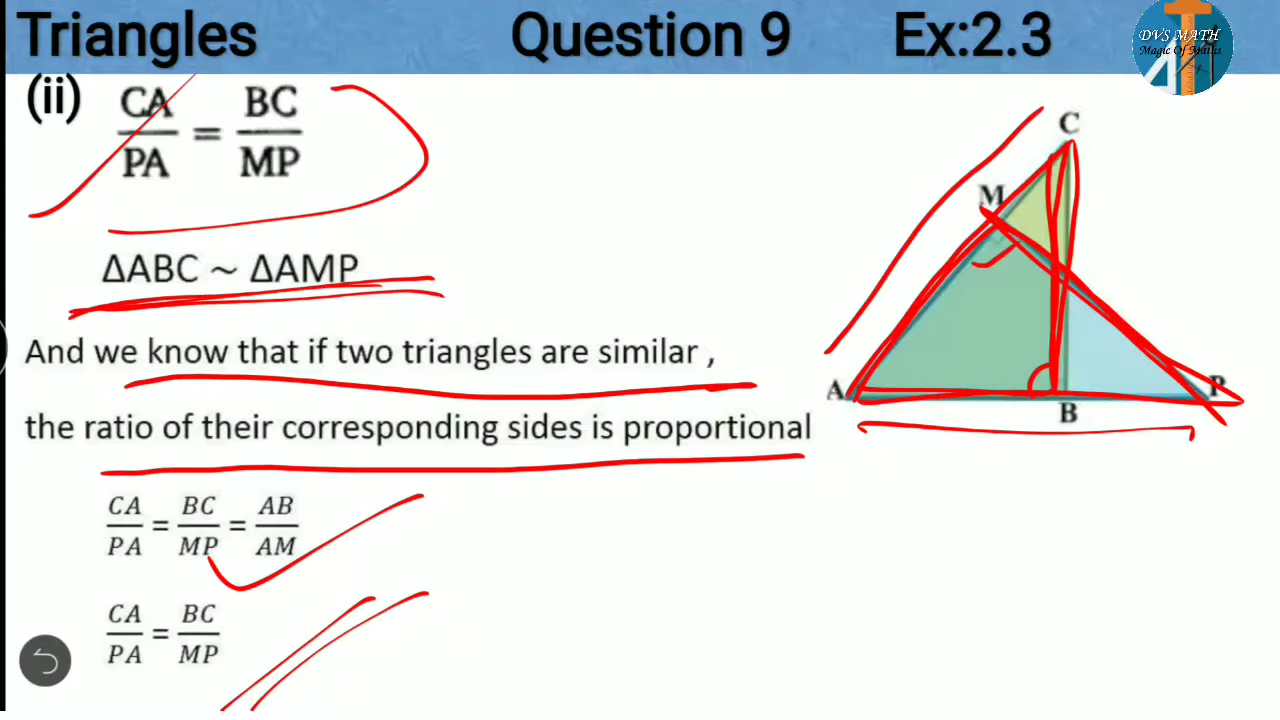 Triangles Question 9 Ex:2.3
DVS MATH
Magic Of Maths
(ii) CA/PA = BC/MP
ΔABC ~ ΔAMP
And we know that if two triangles are similar ,
the ratio of their corresponding sides is proportional
CA/PA = BC/MP = AB/AM
CA/PA = BC/MP
C
M
A
B
P